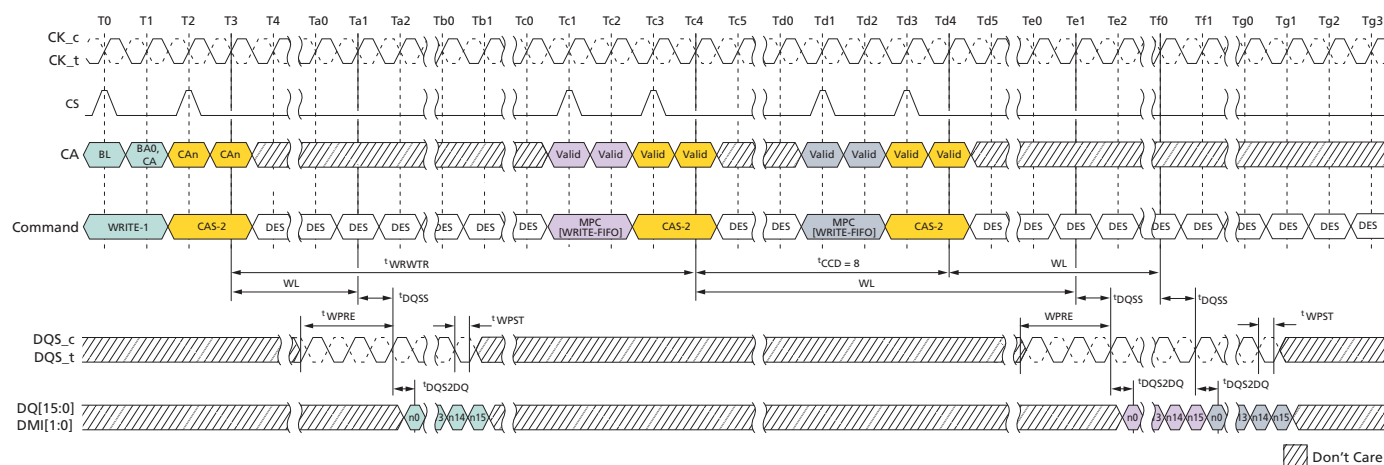 T0 T1 T2 T3 T4 Ta0 Ta1 Ta2 Tb0 Tb1 Tc0 Tc1 Tc2 Tc3 Tc4 Tc5 Td0 Td1 Td2 Td3 Td4 Td5 Te0 Te1 Te2 Tf0 Tf1 Tg0 Tg1 Tg2 Tg3
CK_c
CK_t
CS
CA BL BA0, CA CAn CAn Valid Valid Valid Valid Valid Valid Valid Valid
Command WRITE-1 CAS-2 DES DES DES DES DES DES DES MPC [WRITE-FIFO] CAS-2 DES DES MPC [WRITE-FIFO] CAS-2 DES DES DES DES DES DES DES DES DES DES
tWRWTR tCCD = 8 WL
WL WL
tDQSS tDQSS tDQSS
tWPRE tWPST WPRE tWPST
DQS_c
DQS_t
tDQS2DQ tDQS2DQ tDQS2DQ
DQ[15:0]
DMI[1:0]
n0 3 n14 n15 n0 3 n14 n15 n0 13 n14 n15
Don't Care